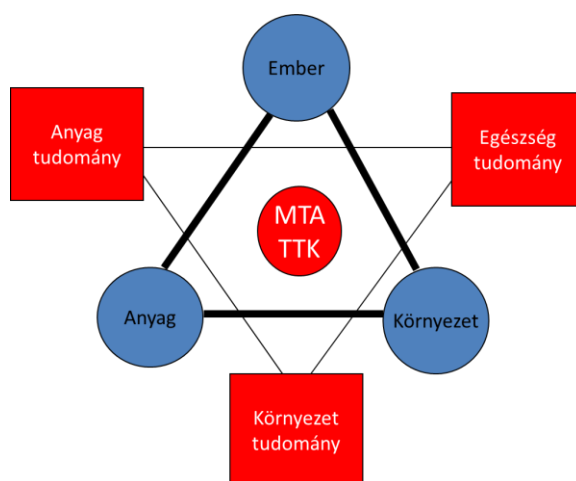 Ember
Anyag
tudomány
Egészség
tudomány
MTA
TTK
Anyag
Környezet
Környezet
tudomány